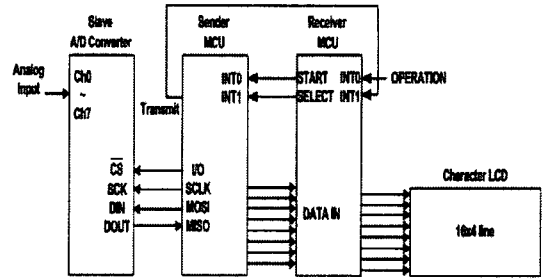 Slave
A/D Converter
Sender
MCU
Receiver
MCU
Analog
Input
Ch0
~
Ch7
Transmit
INT0
INT1
START
SELECT
INT0
INT1
OPERATION
CS
SCK
DIN
DOUT
I/O
SCLK
MOSI
MISO
DATA IN
Character LCD
16x4 line